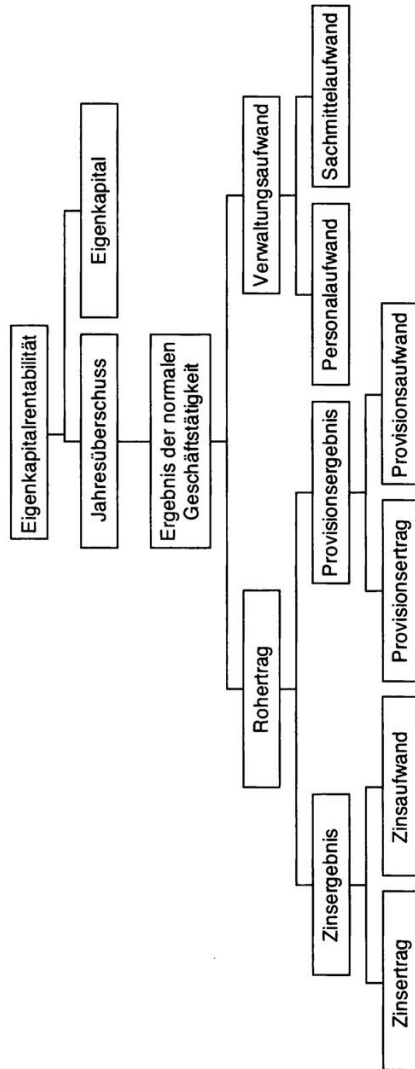 Eigenkapitalrentabilität
Jahresüberschuss
Eigenkapital
Ergebnis der normalen
Geschäftstätigkeit
Rohertrag
Verwaltungsaufwand
Zinsergebnis
Provisionsergebnis
Personalaufwand
Sachmittelaufwand
Zinsertrag
Zinsaufwand
Provisionsertrag
Provisionsaufwand